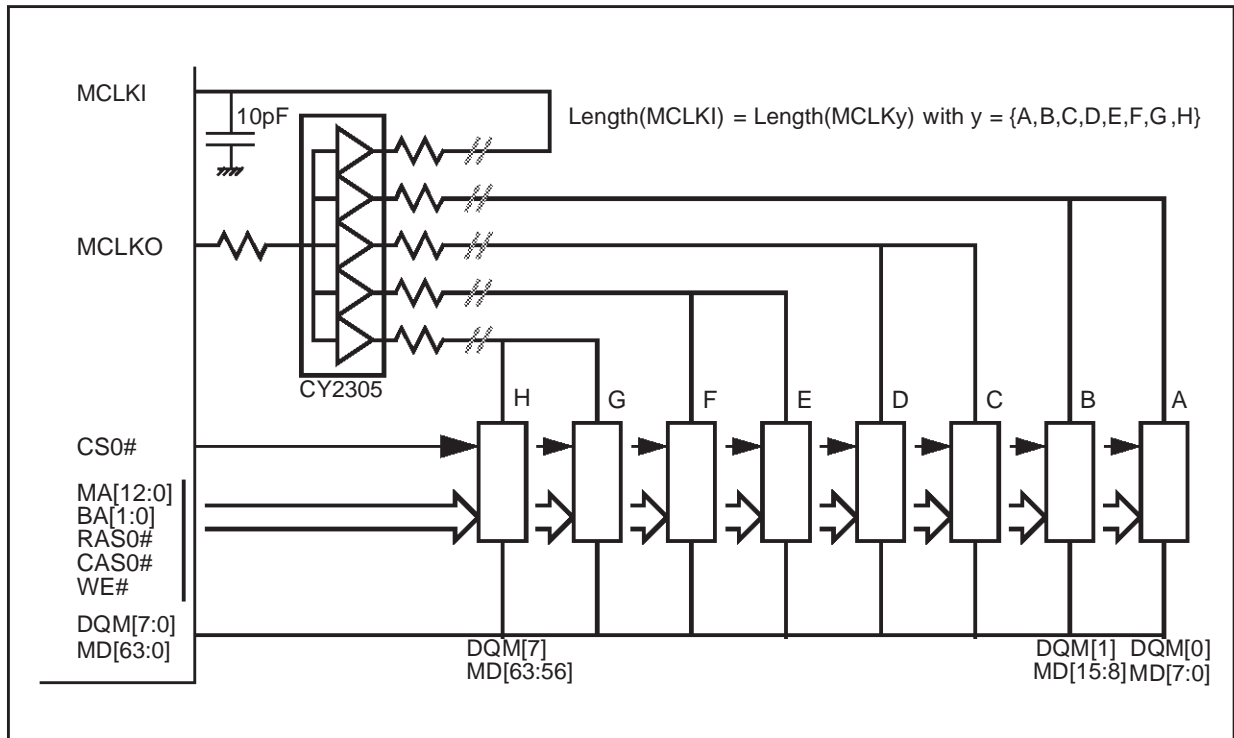 MCLKI
10pF
Length(MCLKI) = Length(MCLKy) with y = {A,B,C,D,E,F,G,H}
MCLKO
CY2305
H G F E D C B A
CS0#
MA[12:0]
BA[1:0]
RAS0#
CAS0#
WE#
DQM[7:0]
MD[63:0]
DQM[7]
MD[63:56]
DQM[1]
MD[15:8]
DQM[0]
MD[7:0]